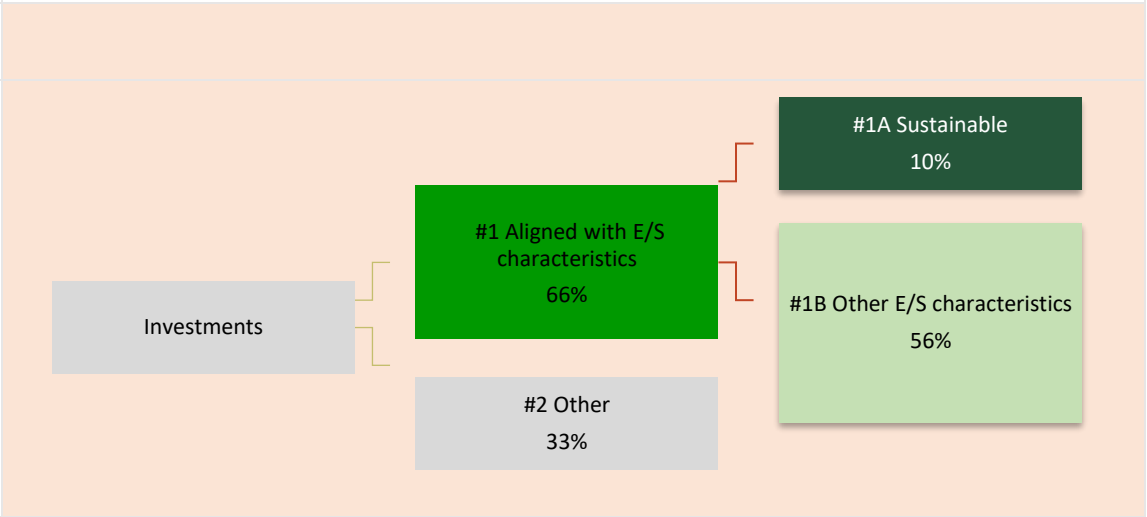 Investments
#1 Aligned with E/S
characteristics
66%
#2 Other
33%
#1A Sustainable
10%
#1B Other E/S characteristics
56%